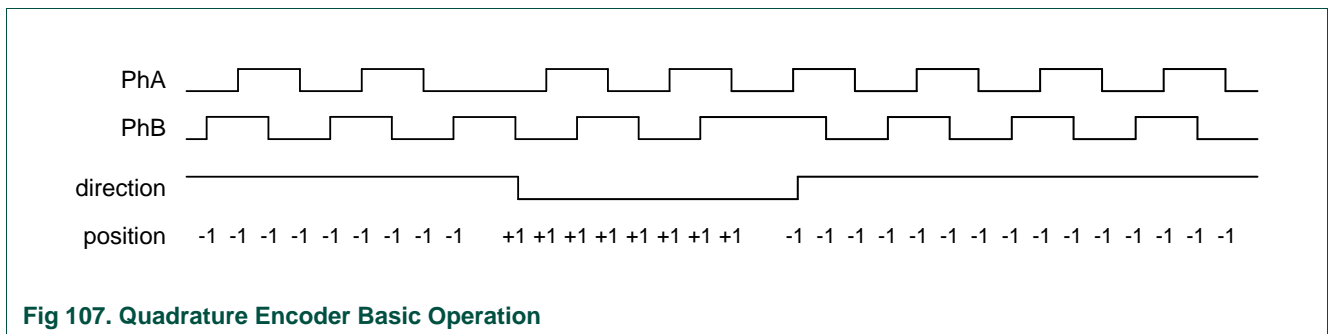 PhA
PhB
direction
position -1 -1 -1 -1 -1 -1 -1 -1 -1 +1 +1 +1 +1 +1 +1 +1 +1 -1 -1 -1 -1 -1 -1 -1 -1 -1 -1 -1 -1 -1 -1 -1
Fig 107. Quadrature Encoder Basic Operation